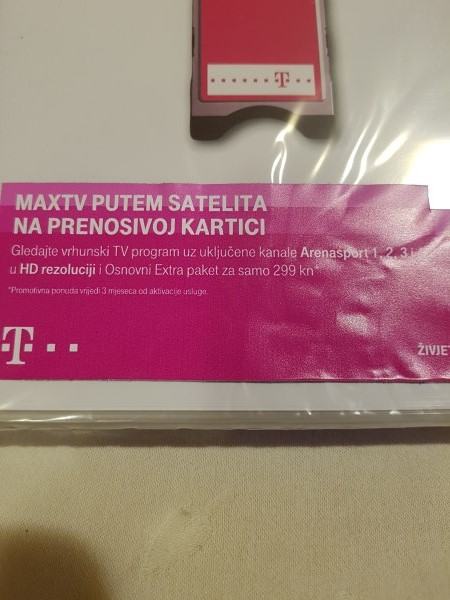 T
MAXTV PUTEM SATELITA
NA PRENOSIVOJ KARTICI
Gledajte vrhunski TV program uz uključene kanale Arenasport 1, 2, 3 i
u HD rezoluciji i Osnovni Extra paket za samo 299 kn*
*Promotivna ponuda vrijedi 3 mjeseca od aktivacije usluge.
T
ŽIVJE